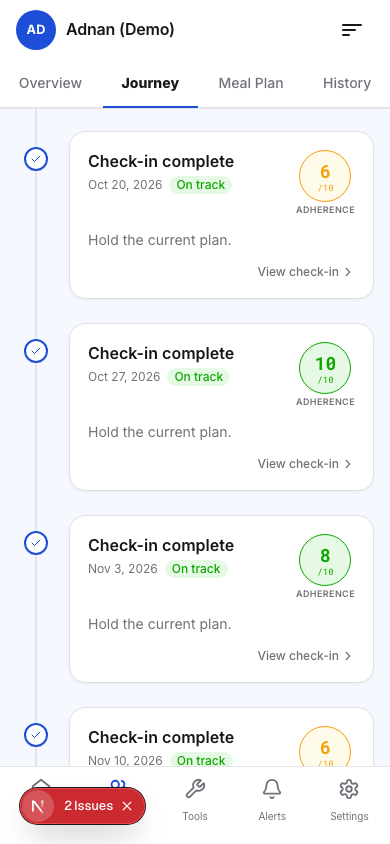 AD
Adnan (Demo)
Overview
Journey
Meal Plan
History
Check-in complete
Oct 20, 2026
On track
6
/10
ADHERENCE
Hold the current plan.
View check-in
Check-in complete
Oct 27, 2026
On track
10
/10
ADHERENCE
Hold the current plan.
View check-in
Check-in complete
Nov 3, 2026
On track
8
/10
ADHERENCE
Hold the current plan.
View check-in
Check-in complete
Nov 10, 2026
On track
6
N
2 Issues
Tools
Alerts
Settings